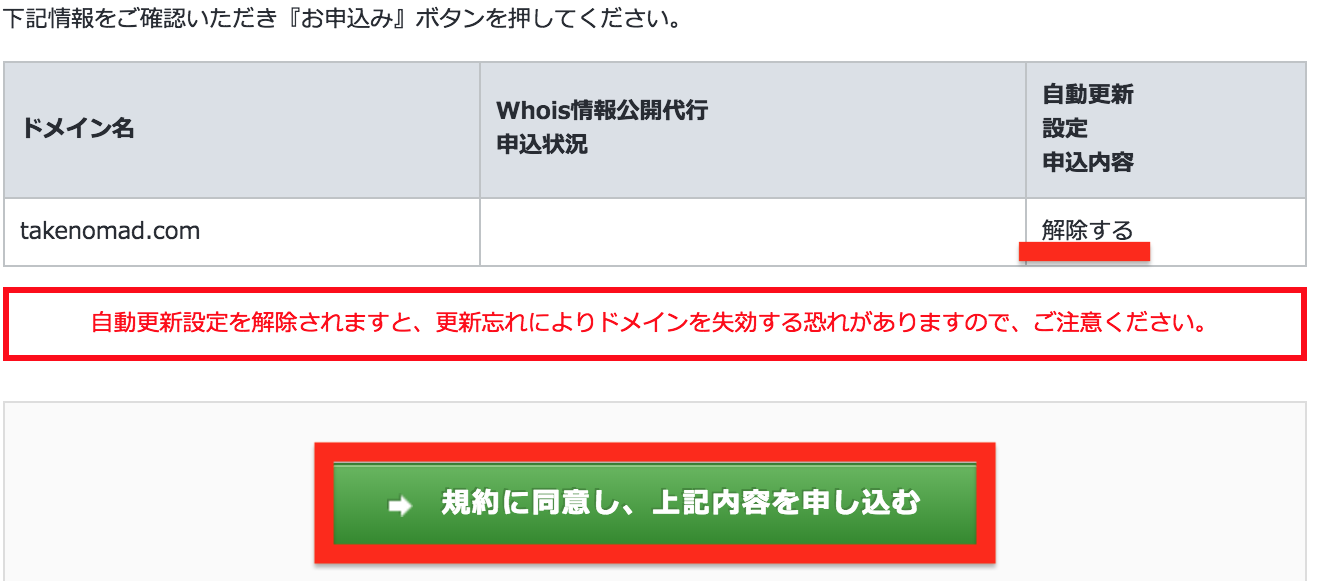 下記情報をご確認いただき『お申込み』ボタンを押してください。
ドメイン名
Whois情報公開代行
申込状況
自動更新
設定
申込内容
takenomad.com
解除する
自動更新設定を解除されますと、更新忘れによりドメインを失効する恐れがありますので、ご注意ください。
規約に同意し、上記内容を申し込む